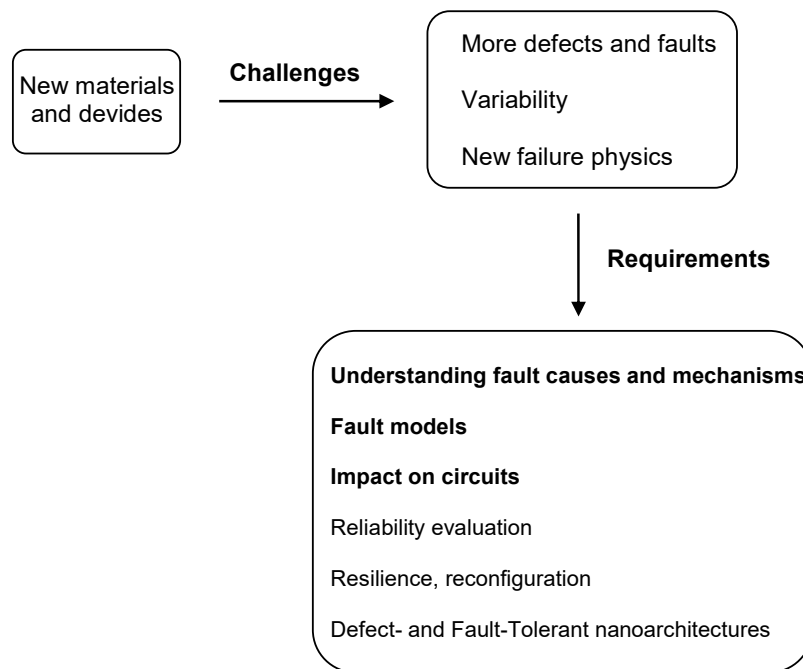 New materials
and devides
Challenges
More defects and faults
Variability
New failure physics
Requirements
Understanding fault causes and mechanisms
Fault models
Impact on circuits
Reliability evaluation
Resilience, reconfiguration
Defect- and Fault-Tolerant nanoarchitectures